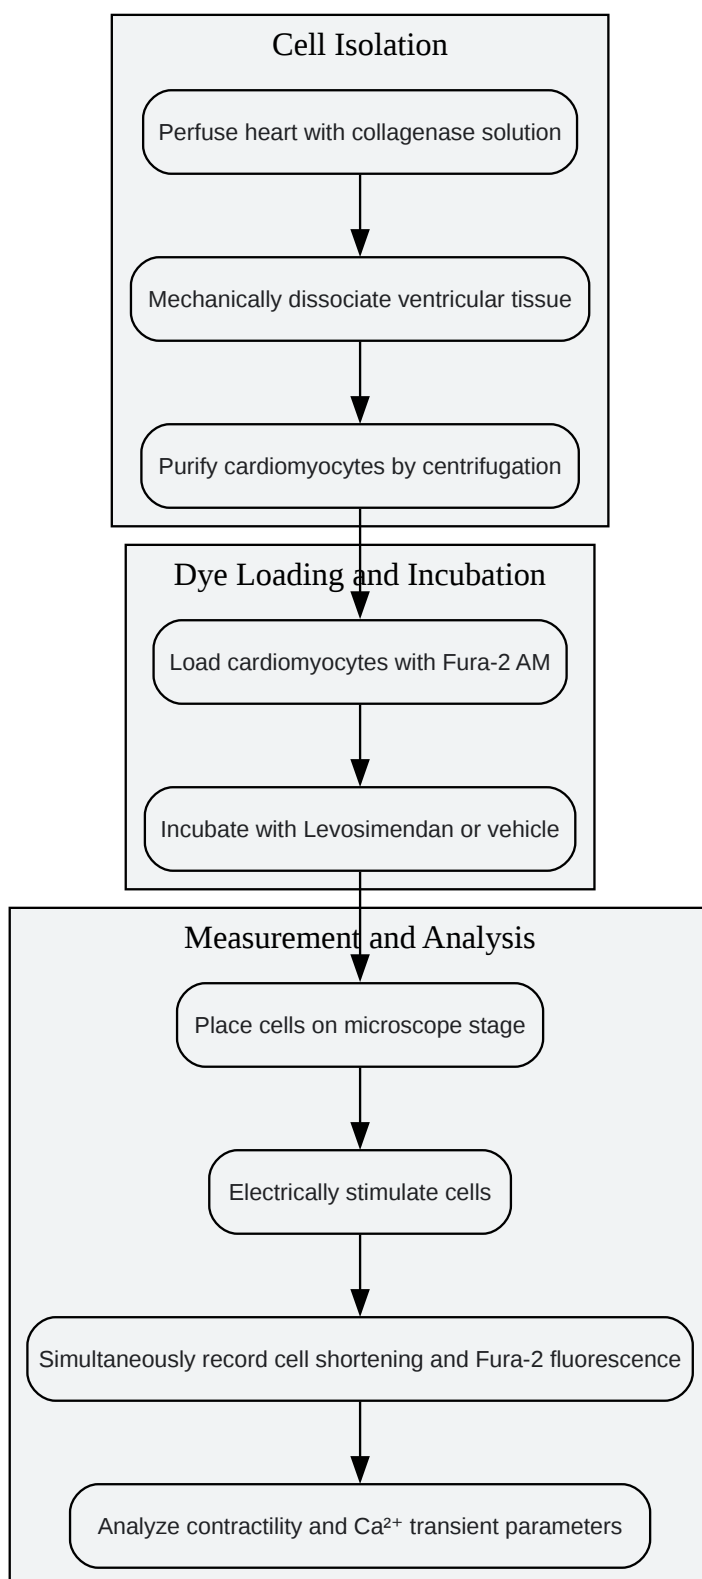 Cell Isolation
Perfuse heart with collagenase solution
Mechanically dissociate ventricular tissue
Purify cardiomyocytes by centrifugation
Dye Loading and Incubation
Load cardiomyocytes with Fura-2 AM
Incubate with Levosimendan or vehicle
Measurement and Analysis
Place cells on microscope stage
Electrically stimulate cells
Simultaneously record cell shortening and Fura-2 fluorescence
Analyze contractility and Ca²⁺ transient parameters